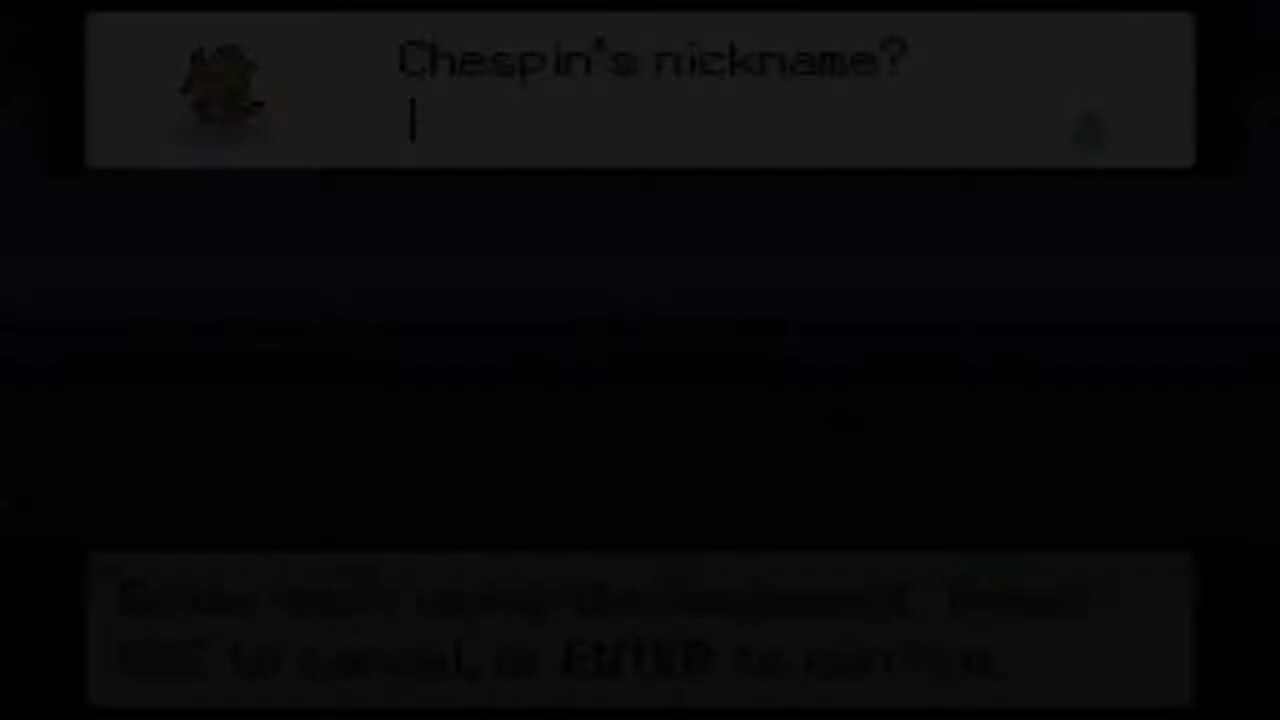 Chespin's nickname?
Enter text using the keyboard. Press
ESC to cancel, or ENTER to confirm.